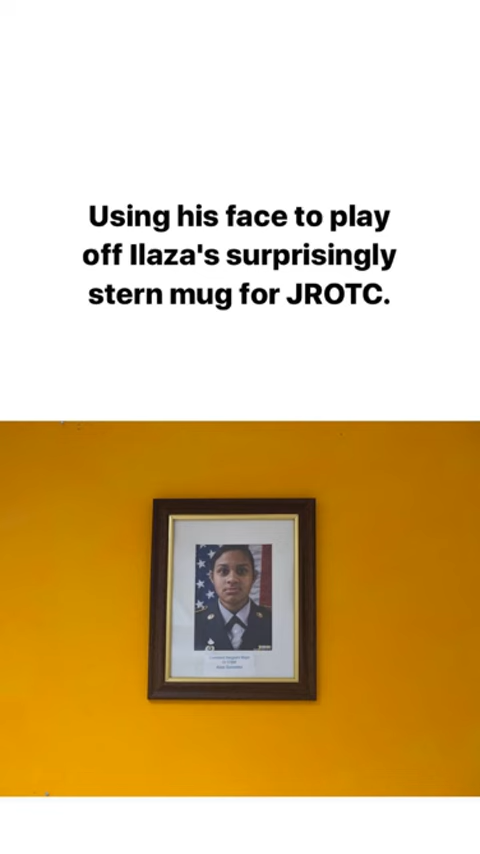 Using his face to play
off Ilaza's surprisingly
stern mug for JROTC.